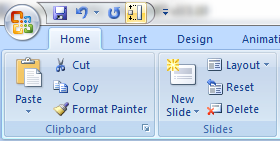 Home Insert Design Animati
Cut
Copy
Format Painter
Paste
Clipboard
New
Slide
Layout
Reset
Delete
Slides